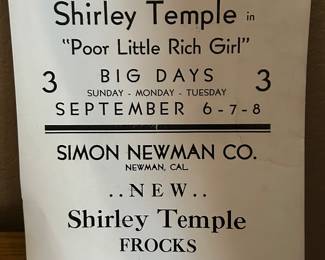 Shirley Temple in
"Poor Little Rich Girl"
3 BIG DAYS 3
SUNDAY - MONDAY - TUESDAY
SEPTEMBER 6-7-8
SIMON NEWMAN CO.
NEWMAN, CAL.
..NEW..
Shirley Temple
FROCKS